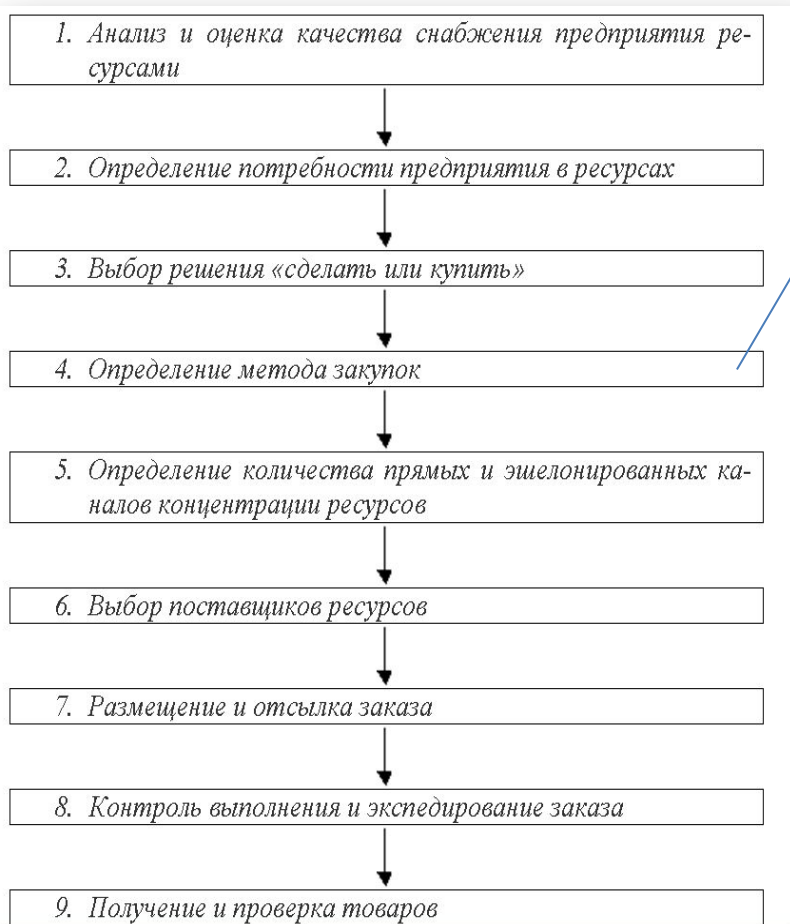 1. Анализ и оценка качества снабжения предприятия ре-
сурсами
2. Определение потребности предприятия в ресурсах
3. Выбор решения «сделать или купить»
4. Определение метода закупок
5. Определение количества прямых и эшелонированных ка-
налов концентрации ресурсов
6. Выбор поставщиков ресурсов
7. Размещение и отсылка заказа
8. Контроль выполнения и экспедирование заказа
9. Получение и проверка товаров